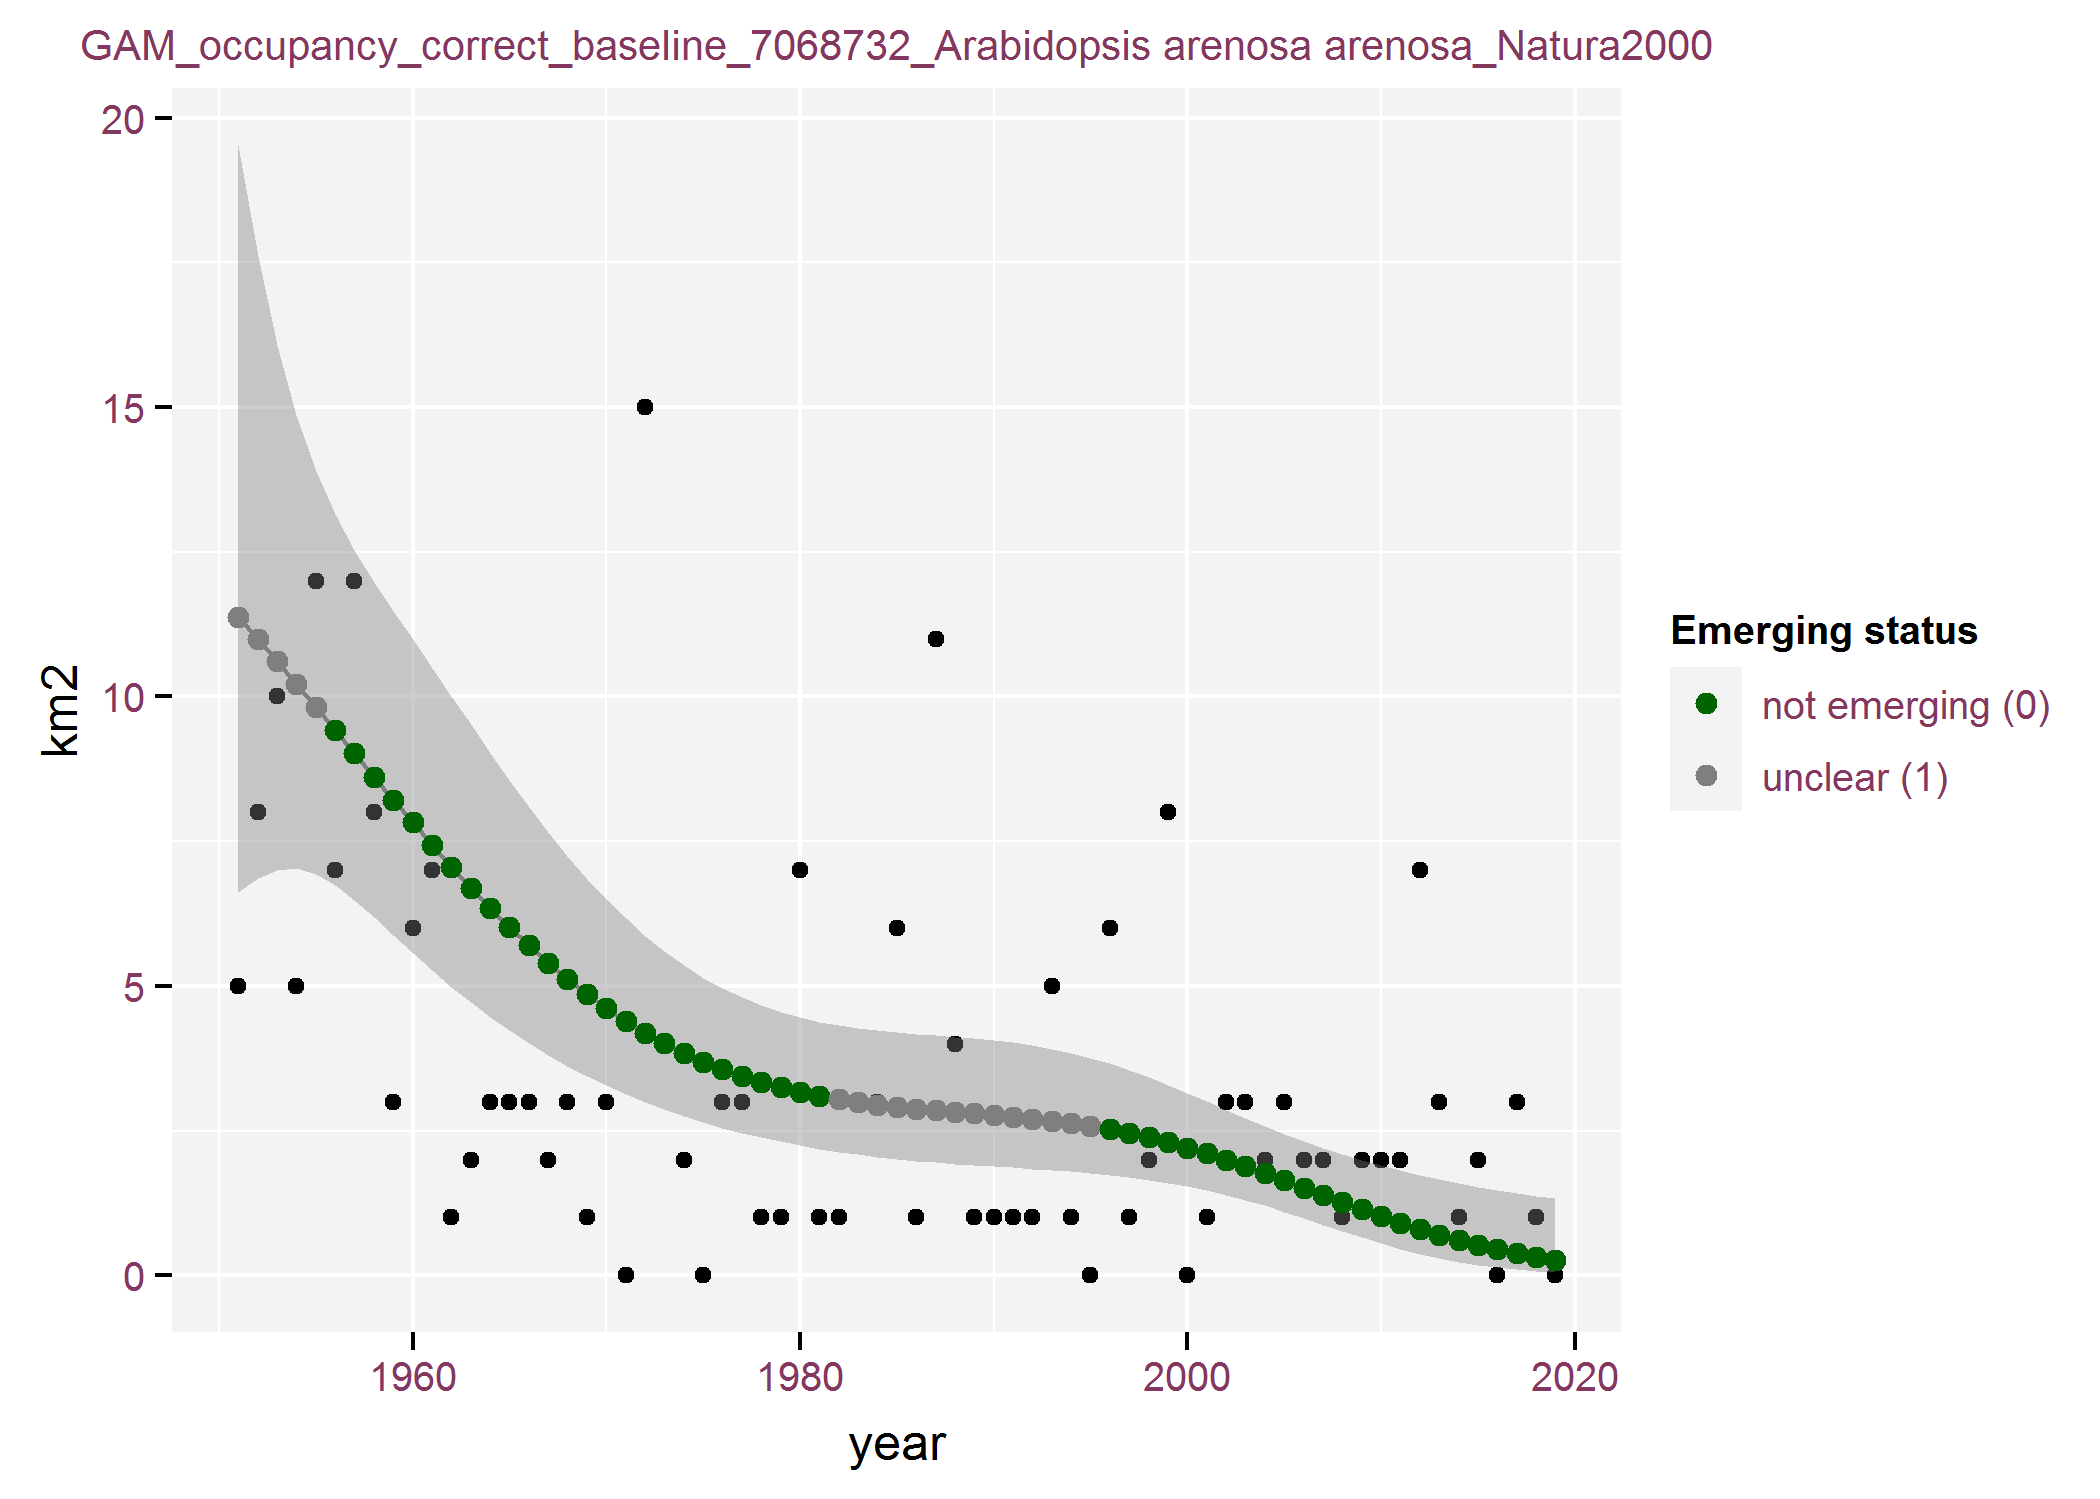 GAM_occupancy_correct_baseline_7068732_Arabidopsis arenosa arenosa_Natura2000
20
15
10
5
0
km2
1960
1980
2000
2020
year
Emerging status
not emerging (0)
unclear (1)